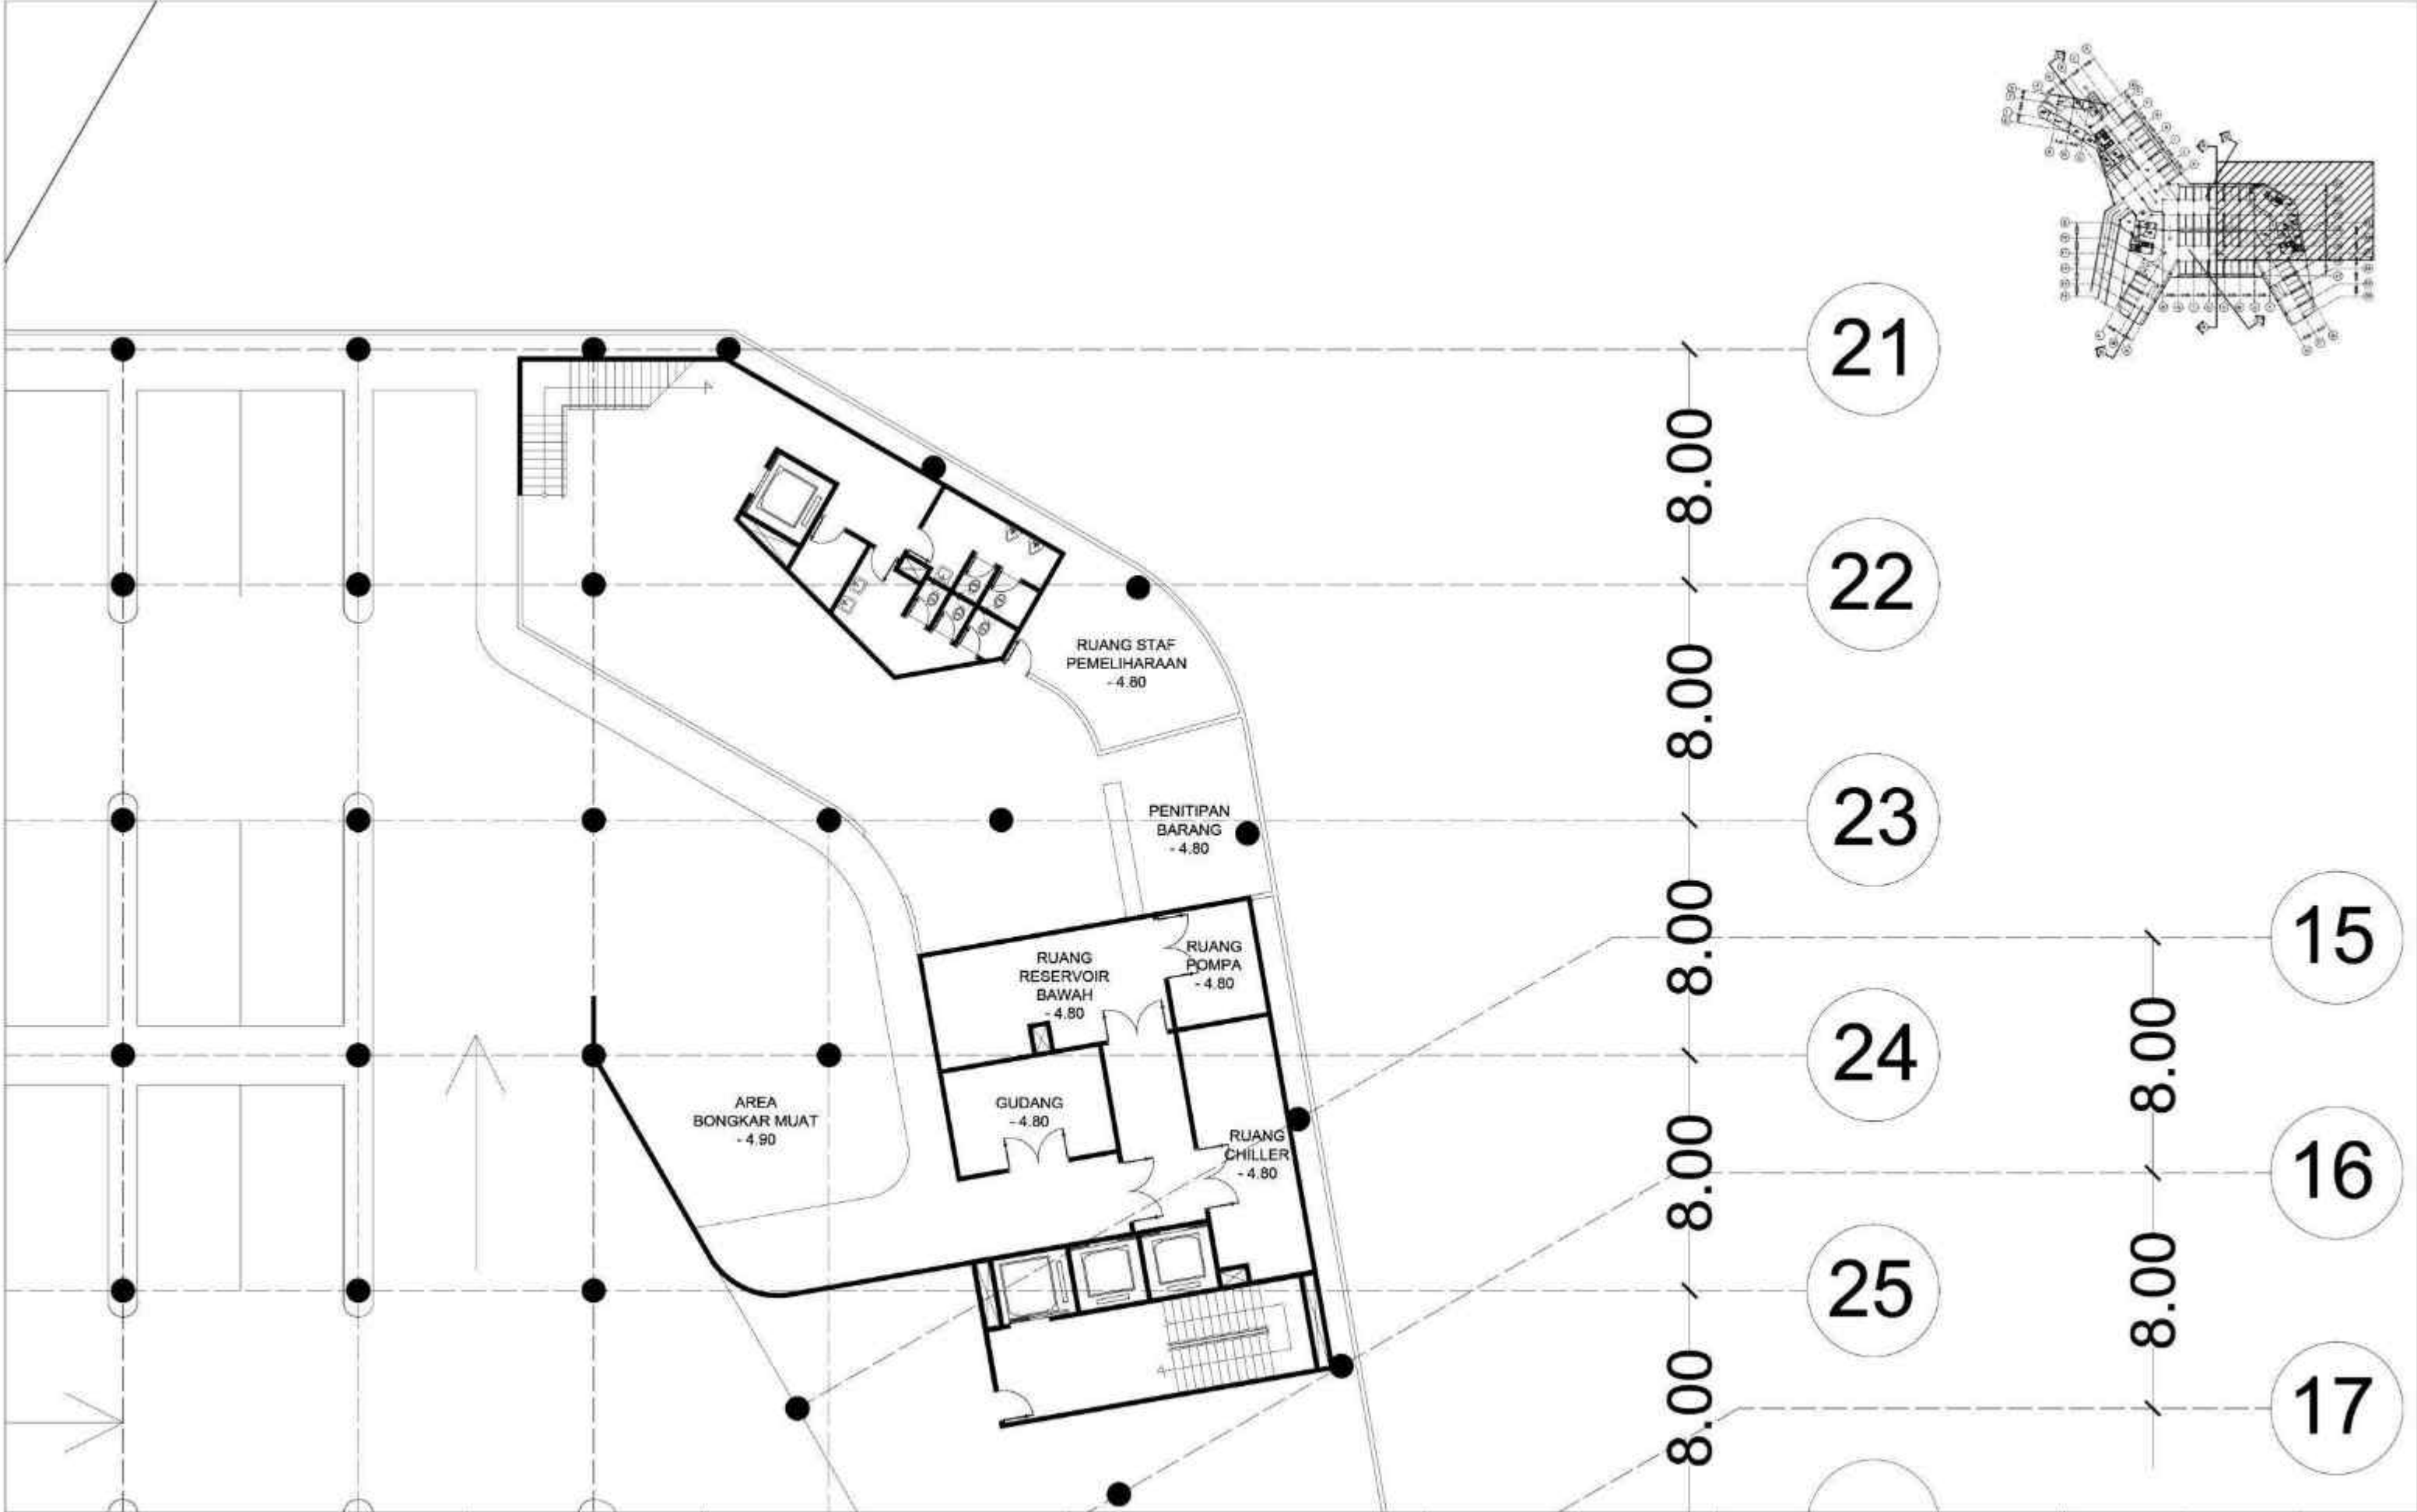 21
8.00
22
8.00
RUANG STAF
PEMELIHARAAN
- 4.80
23
PENITIPAN
BARANG
- 4.80
8.00
15
RUANG
RESERVOIR
BAWAH
- 4.80
RUANG
POMPA
- 4.80
24
8.00
AREA
BONGKAR MUAT
- 4.90
GUDANG
- 4.80
RUANG
CHILLER
- 4.80
8.00
16
25
8.00
8.00
17